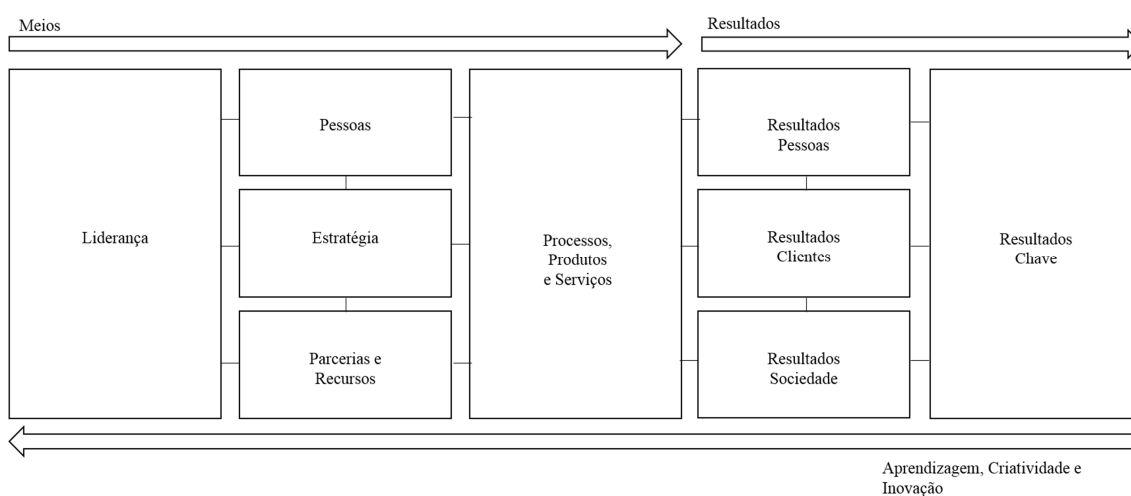 Meios
Resultados
Pessoas
Resultados
Pessoas
Liderança
Estratégia
Processos,
Produtos
e Serviços
Resultados
Clientes
Resultados
Chave
Parcerias e
Recursos
Resultados
Sociedade
Aprendizagem, Criatividade e
Inovação